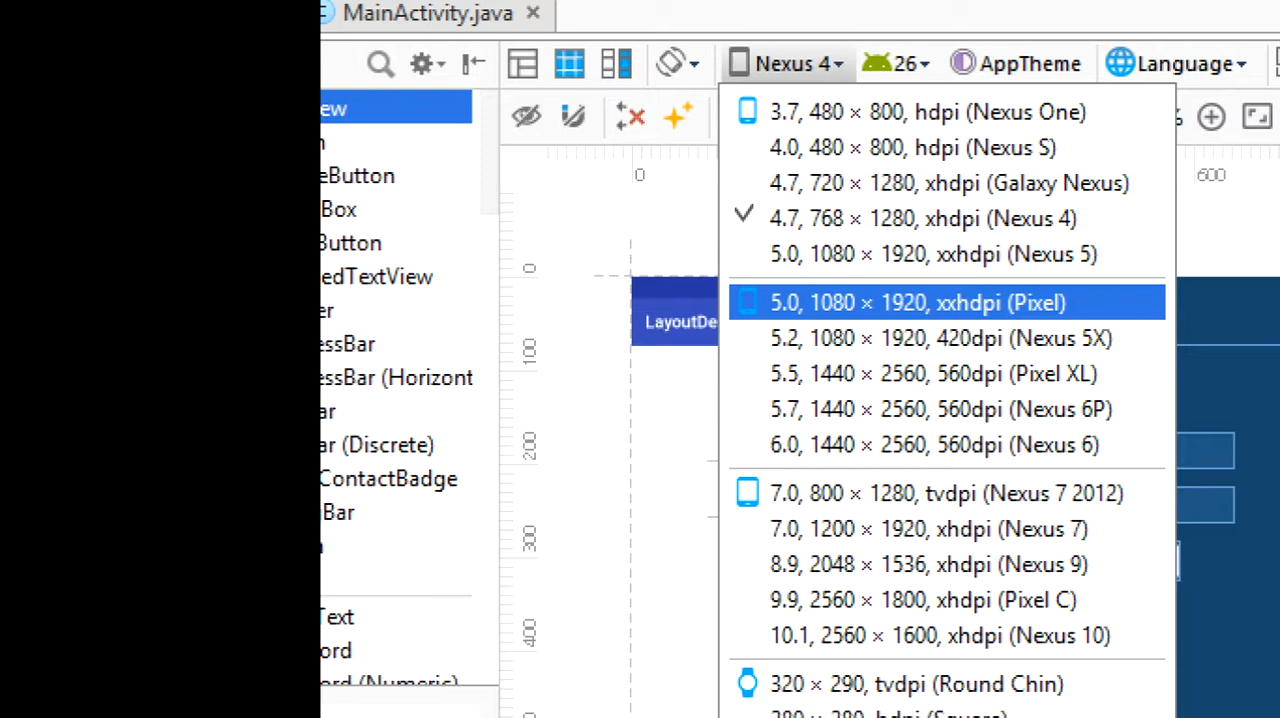 MainActivity.java
Nexus 4
26
AppTheme
Language
3.7, 480 × 800, hdpi (Nexus One)
4.0, 480 × 800, hdpi (Nexus S)
4.7, 720 × 1280, xhdpi (Galaxy Nexus)
4.7, 768 × 1280, xhdpi (Nexus 4)
5.0, 1080 × 1920, xxhdpi (Nexus 5)
5.0, 1080 × 1920, xxhdpi (Pixel)
5.2, 1080 × 1920, 420dpi (Nexus 5X)
5.5, 1440 × 2560, 560dpi (Pixel XL)
5.7, 1440 × 2560, 560dpi (Nexus 6P)
6.0, 1440 × 2560, 560dpi (Nexus 6)
7.0, 800 × 1280, tvdpi (Nexus 7 2012)
7.0, 1200 × 1920, xhdpi (Nexus 7)
8.9, 2048 × 1536, xhdpi (Nexus 9)
9.9, 2560 × 1800, xhdpi (Pixel C)
10.1, 2560 × 1600, xhdpi (Nexus 10)
320 × 290, tvdpi (Round Chin)
280 × 280, hdpi (Square)
ew
n
eButton
Box
Button
edTextView
er
essBar
essBar (Horizont
ar
ar (Discrete)
ContactBadge
gBar
Text
ord
ord (Numeric)
0
600
0
100
200
300
400
LayoutDe